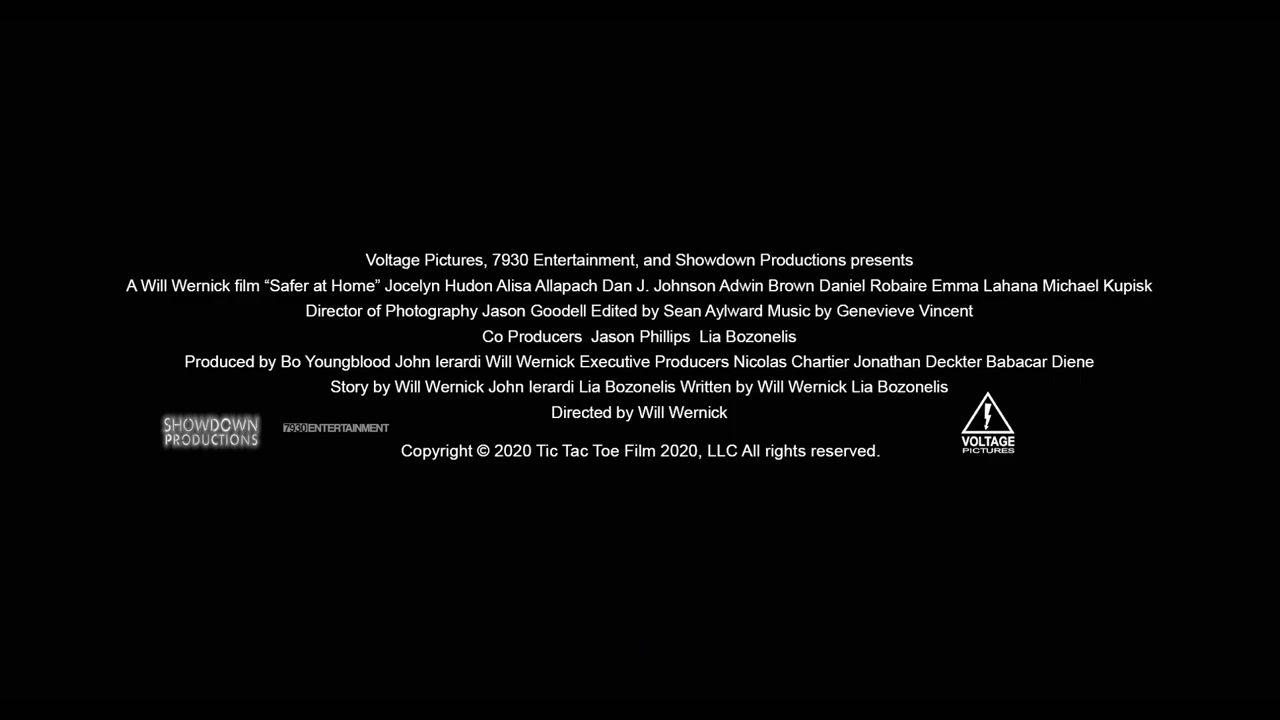 Voltage Pictures, 7930 Entertainment, and Showdown Productions presents
A Will Wernick film “Safer at Home” Jocelyn Hudon Alisa Allapach Dan J. Johnson Adwin Brown Daniel Robaire Emma Lahana Michael Kupisk
Director of Photography Jason Goodell Edited by Sean Aylward Music by Genevieve Vincent
Co Producers  Jason Phillips  Lia Bozonelis
Produced by Bo Youngblood John Ierardi Will Wernick Executive Producers Nicolas Chartier Jonathan Deckter Babacar Diene
Story by Will Wernick John Ierardi Lia Bozonelis Written by Will Wernick Lia Bozonelis
Directed by Will Wernick
SHOWDOWN
PRODUCTIONS
7930 ENTERTAINMENT
VOLTAGE
PICTURES
Copyright © 2020 Tic Tac Toe Film 2020, LLC All rights reserved.